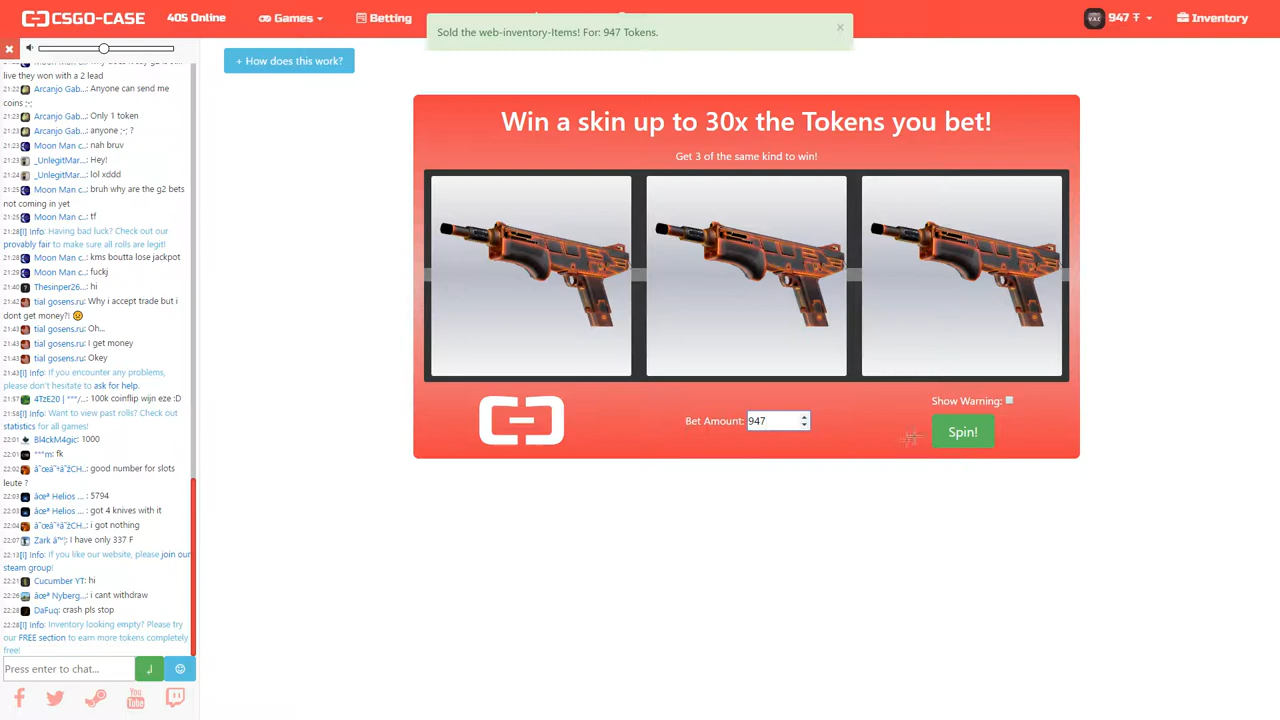 CSGO-CASE
405 Online
Games
Betting
947 Ŧ
Inventory
Sold the web-inventory-Items! For: 947 Tokens.
×
+ How does this work?
live they won with a 2 lead
21:22 Arcanjo Gab...: Anyone can send me
coins ;-;
21:23 Arcanjo Gab...: Only 1 token
21:23 Arcanjo Gab...: anyone ;-; ?
21:23 Moon Man c...: nah bruv
21:23 _UnlegitMar...: Hey!
21:24 _UnlegitMar...: lol xddd
21:25 Moon Man c...: bruh why are the g2 bets
not coming in yet
21:25 Moon Man c...: tf
21:28 [!] Info: Having bad luck? Check out our
provably fair to make sure all rolls are legit!
21:28 Moon Man c...: kms boutta lose jackpot
21:29 Moon Man c...: fuckj
21:40 Thesinper26...: hi
21:42 tial gosens.ru: Why i accept trade but i
dont get money?!
21:43 tial gosens.ru: Oh...
21:43 tial gosens.ru: I get money
21:43 tial gosens.ru: Okey
21:43 [!] Info: If you encounter any problems,
please don't hesitate to ask for help.
21:57 4TzE20 | ***/...: 100k coinflip wijn eze :D
21:58 [!] Info: Want to view past rolls? Check out
statistics for all games!
22:01 Bl4ckM4gic: 1000
22:01 ***m: fk
22:02 good number for slots
leute ?
22:03 Helios ...: 5794
22:03 Helios ...: got 4 knives with it
22:04 i got nothing
22:07 Zark I have only 337 F
22:13 [!] Info: If you like our website, please join our
steam group!
22:21 Cucumber YT: hi
22:26 Nyberg...: i cant withdraw
22:28 DaFuq: crash pls stop
22:28 [!] Info: Inventory looking empty? Please try
our FREE section to earn more tokens completely
free!
Press enter to chat...
You Tube
Win a skin up to 30x the Tokens you bet!
Get 3 of the same kind to win!
Bet Amount: 947
Show Warning:
Spin!